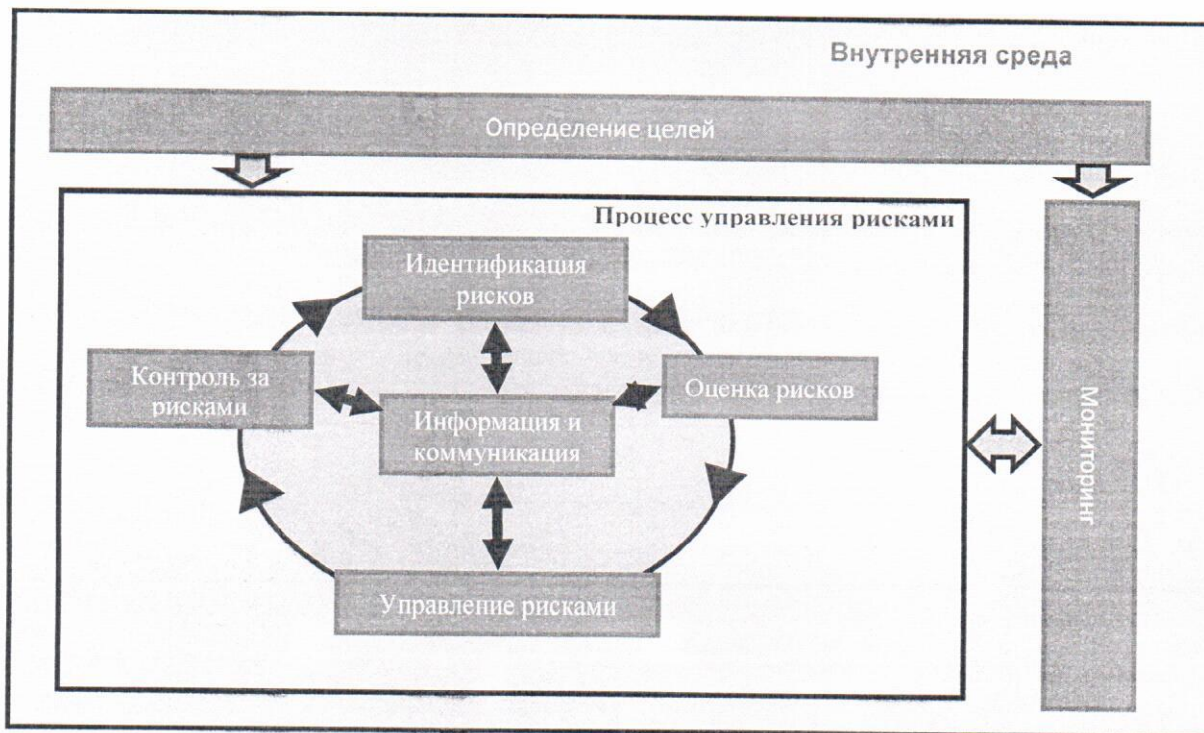 Внутренняя среда
Определение целей
Процесс управления рисками
Идентификация
рисков
Контроль за
рисками
Оценка рисков
Информация и
коммуникация
Управление рисками
Мониторинг